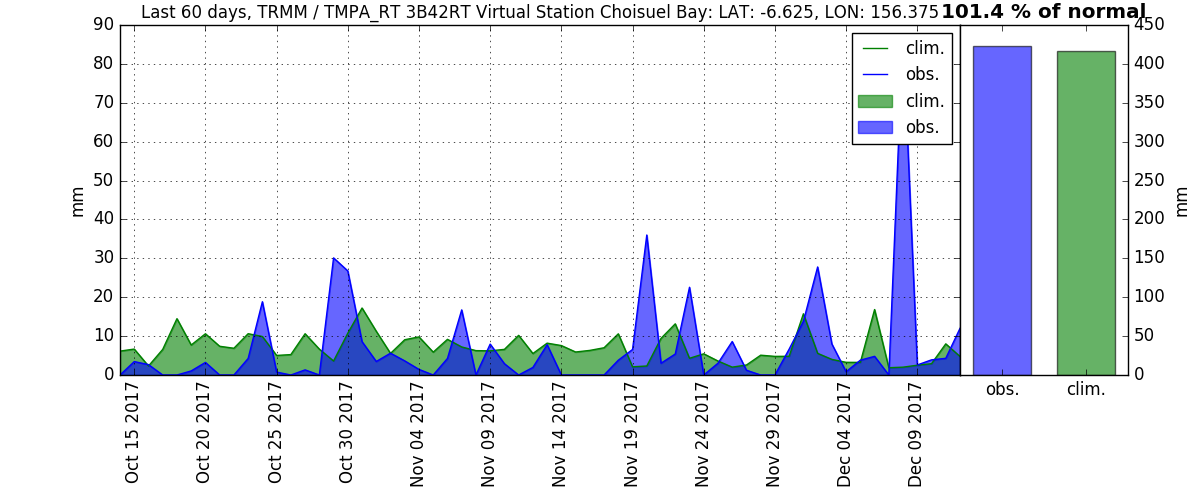 Last 60 days, TRMM / TMPA_RT 3B42RT Virtual Station Choisuel Bay: LAT: -6.625, LON: 156.375 101.4 % of normal
90
80
70
60
50
40
30
20
10
0
mm
clim.
obs.
clim.
obs.
450
400
350
300
250
200
150
100
50
0
mm
Oct 15 2017
Oct 20 2017
Oct 25 2017
Oct 30 2017
Nov 04 2017
Nov 09 2017
Nov 14 2017
Nov 19 2017
Nov 24 2017
Nov 29 2017
Dec 04 2017
Dec 09 2017
obs.
clim.